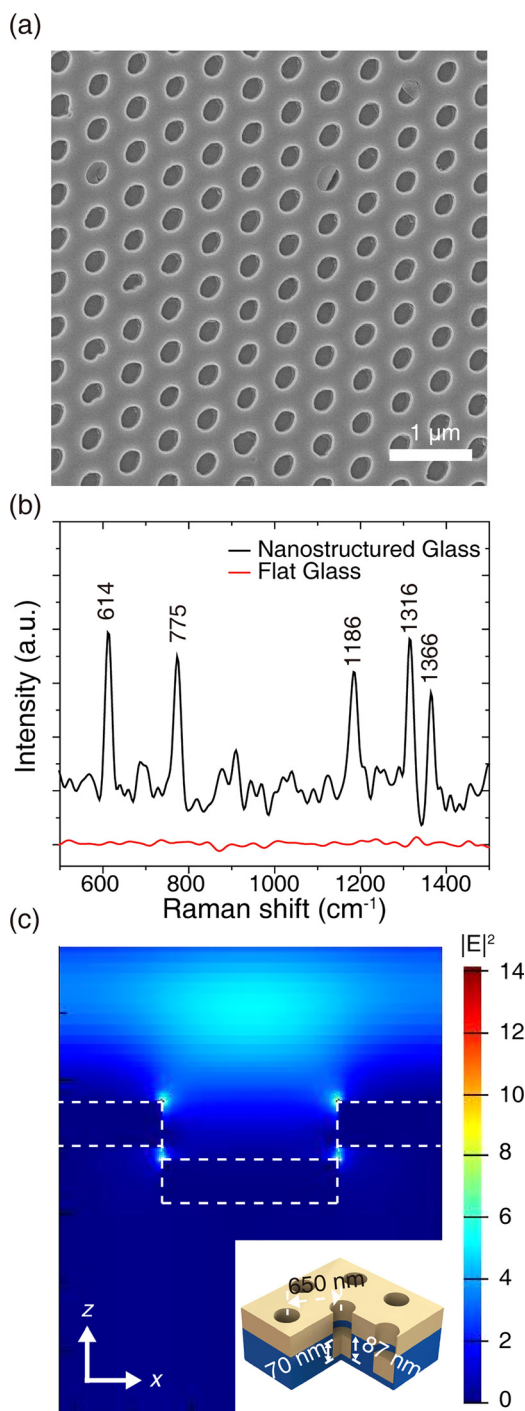 (a)
1 μm
(b)
Nanostructured Glass
Flat Glass
614
775
1186
1316
1366
Intensity (a.u.)
600 800 1000 1200 1400
Raman shift (cm⁻¹)
(c)
|E|²
14
12
10
8
6
4
2
0
650 nm
70 nm
87 nm
z
x